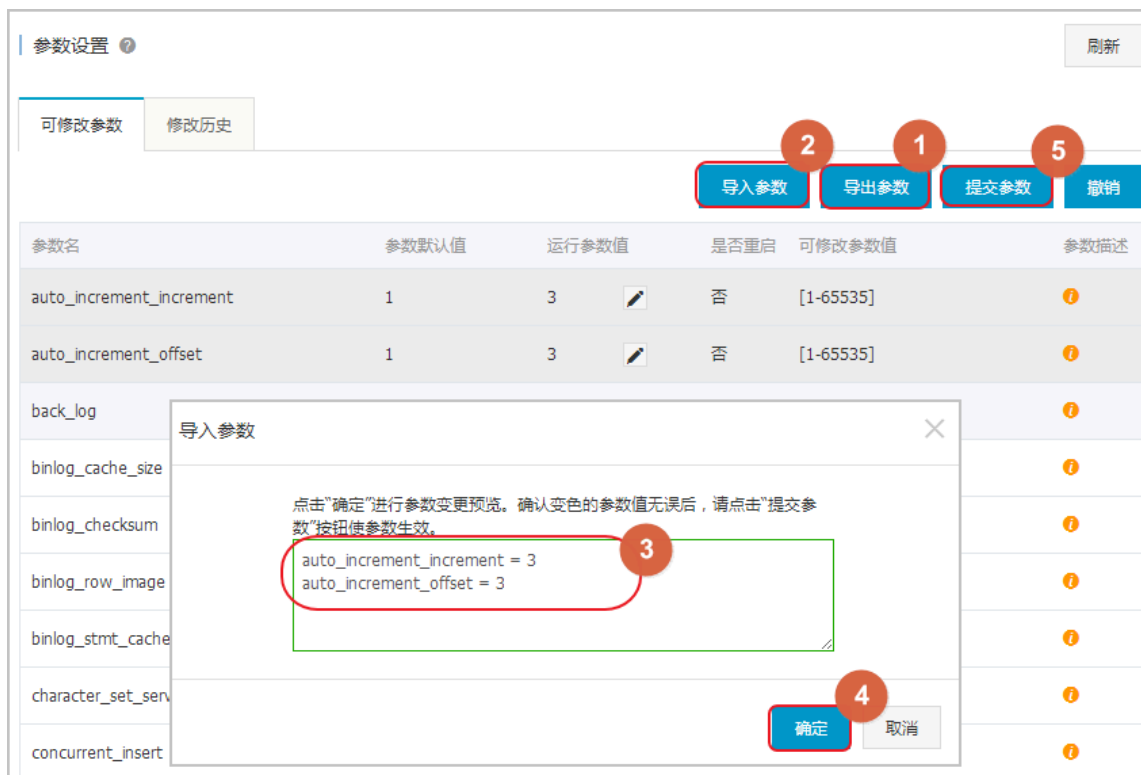 参数设置 ?
刷新
可修改参数 修改历史
2 1 5
导入参数 导出参数 提交参数 撤销
参数名 参数默认值 运行参数值 是否重启 可修改参数值 参数描述
auto_increment_increment 1 3 否 [1-65535] i
auto_increment_offset 1 3 否 [1-65535] i
back_log i
binlog_cache_size i
binlog_checksum i
binlog_row_image i
binlog_stmt_cache i
character_set_serv i
concurrent_insert i
导入参数
点击“确定”进行参数变更预览。确认变色的参数值无误后，请点击“提交参
数”按钮使参数生效。
3
auto_increment_increment = 3
auto_increment_offset = 3
4
确定 取消